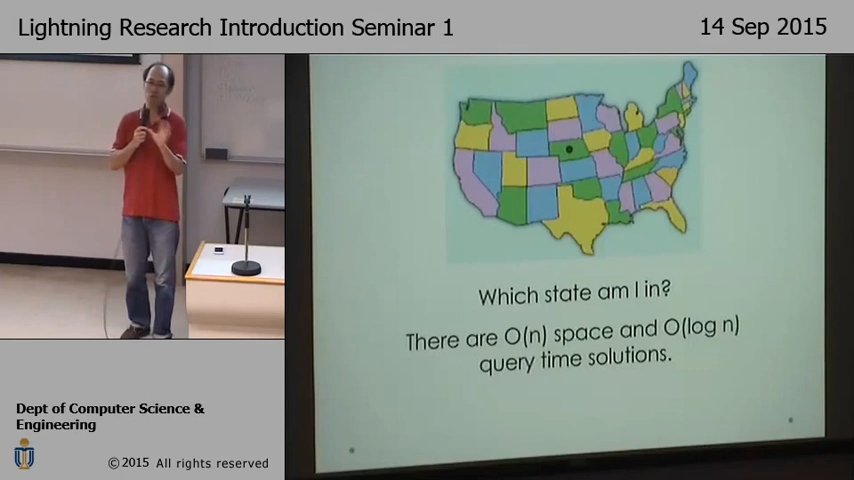 Lightning Research Introduction Seminar 1
14 Sep 2015
Which state am I in?
There are O(n) space and O(log n)
query time solutions.
Dept of Computer Science &
Engineering
©2015 All rights reserved